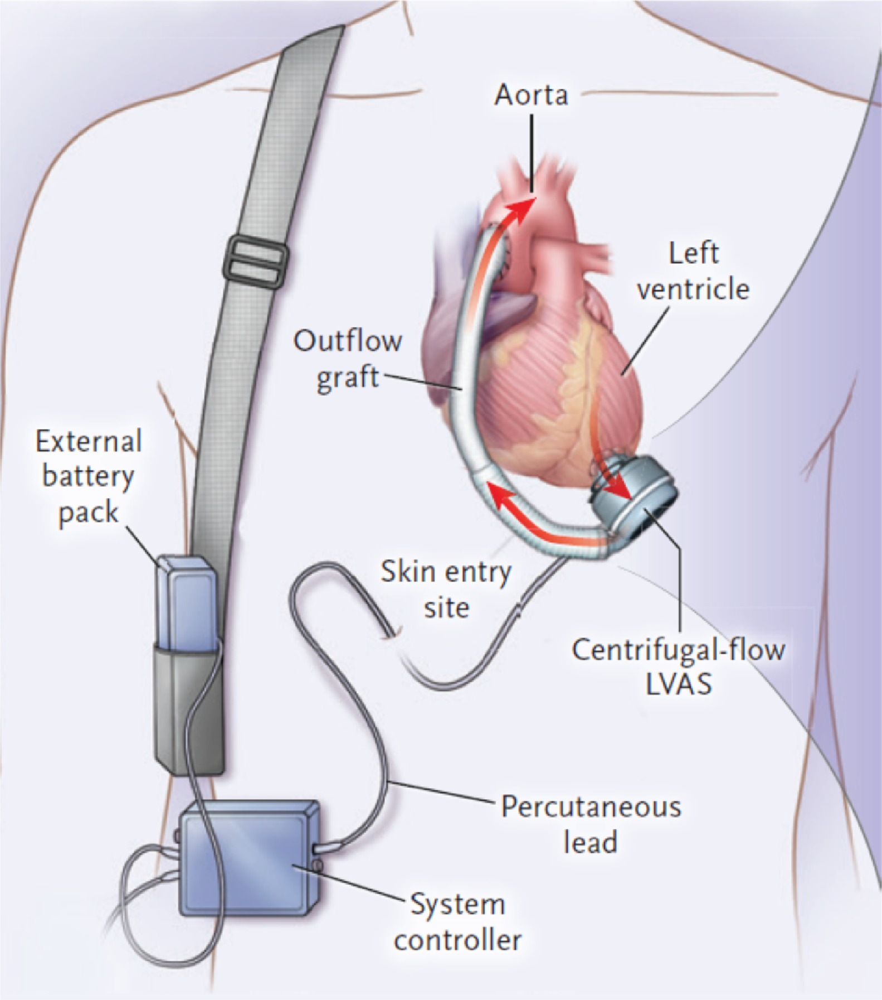 Aorta
Left
ventricle
Outflow
graft
External
battery
pack
Skin entry
site
Centrifugal-flow
LVAS
Percutaneous
lead
System
controller